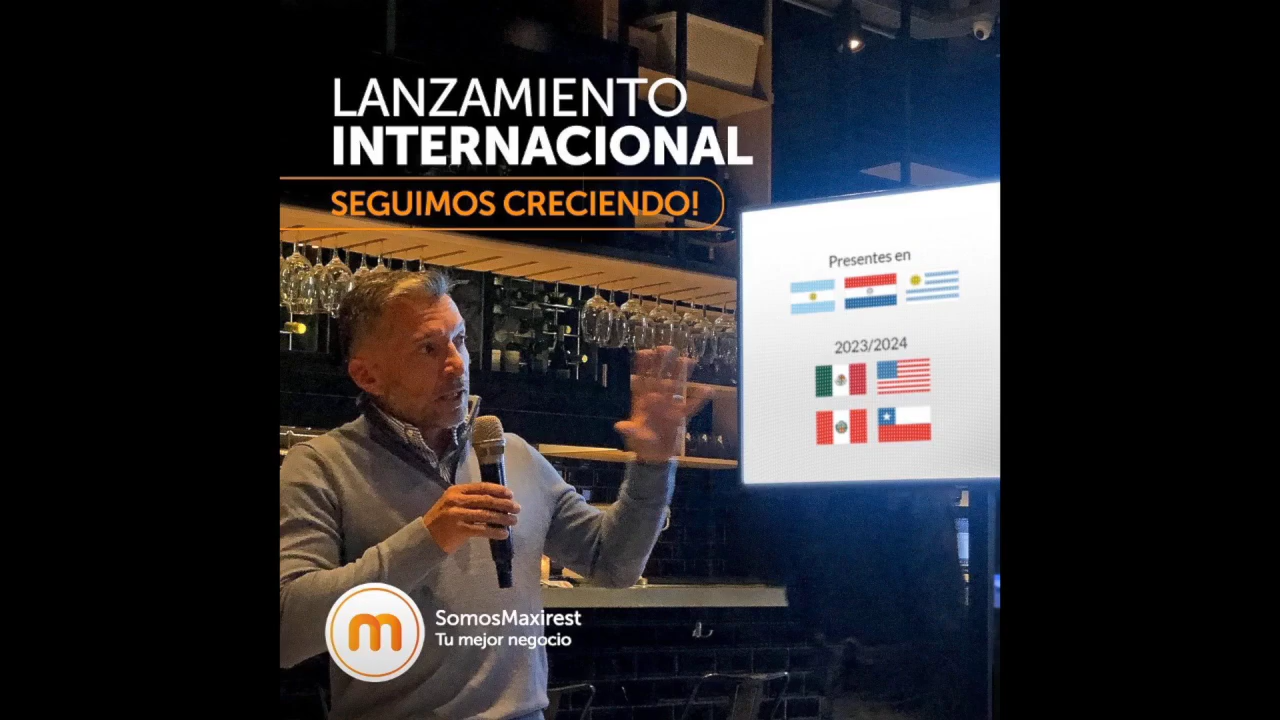 LANZAMIENTO
INTERNACIONAL
SEGUIMOS CRECIENDO!
Presentes en
2023/2024
m
SomosMaxirest
Tu mejor negocio